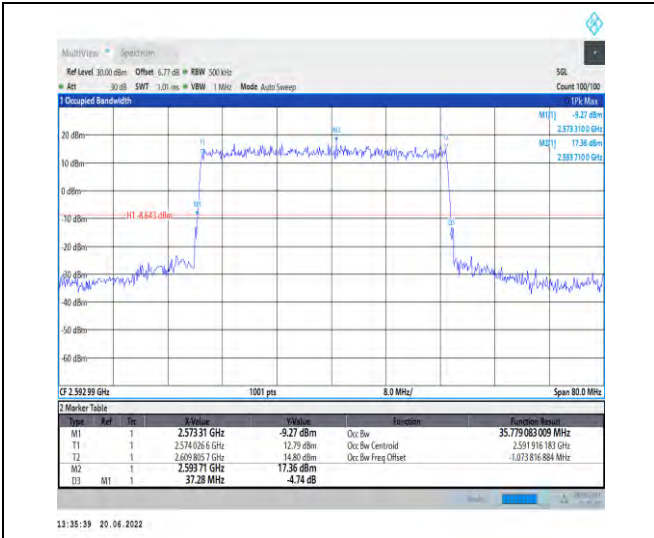 MultiView Spectrum
Ref Level 30.00 dBm Offset 6.77 dB RBW 500 kHz SGL
Att 30 dB SWT 1.01 ms VBW 1 MHz Mode Auto Sweep Count 100/100
1 Occupied Bandwidth 1Pk Max
M1[1] -9.27 dBm
2.573 310 0 GHz
M2[1] 17.36 dBm
2.593 710 0 GHz
20 dBm
M2
T1
T2
10 dBm
0 dBm
M1
H1 -8.643 dBm
-10 dBm
D3
-20 dBm
-30 dBm
-40 dBm
-50 dBm
-60 dBm
CF 2.592 99 GHz 1001 pts 8.0 MHz/ Span 80.0 MHz
2 Marker Table
Type Ref Trc X-Value Y-Value Function Function Result
M1 1 2.573 31 GHz -9.27 dBm Occ Bw 35.779 083 009 MHz
T1 1 2.574 026 6 GHz 12.79 dBm Occ Bw Centroid 2.591 916 183 GHz
T2 1 2.609 805 7 GHz 14.80 dBm Occ Bw Freq Offset -1.073 816 884 MHz
M2 1 2.593 71 GHz 17.36 dBm
D3 M1 1 37.28 MHz -4.74 dB
13:35:39 20.06.2022